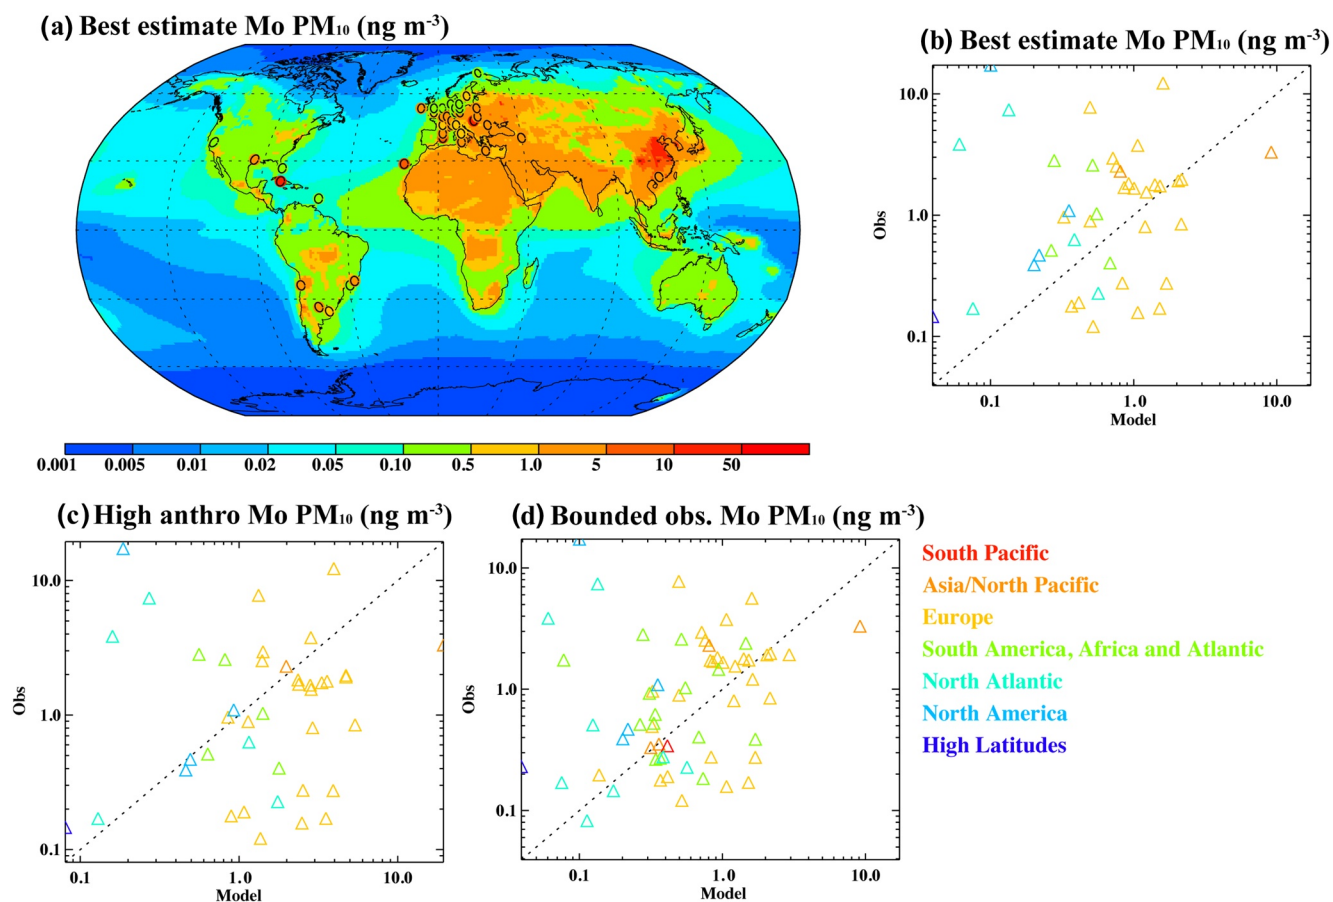 (a) Best estimate Mo PM₁₀ (ng m⁻³)
0.001 0.005 0.01 0.02 0.05 0.10 0.5 1.0 5 10 50
(b) Best estimate Mo PM₁₀ (ng m⁻³)
10.0
1.0
0.1
Obs
0.1 1.0 10.0
Model
(c) High anthro Mo PM₁₀ (ng m⁻³)
10.0
1.0
0.1
Obs
0.1 1.0 10.0
Model
(d) Bounded obs. Mo PM₁₀ (ng m⁻³)
10.0
1.0
0.1
Obs
0.1 1.0 10.0
Model
South Pacific
Asia/North Pacific
Europe
South America, Africa and Atlantic
North Atlantic
North America
High Latitudes